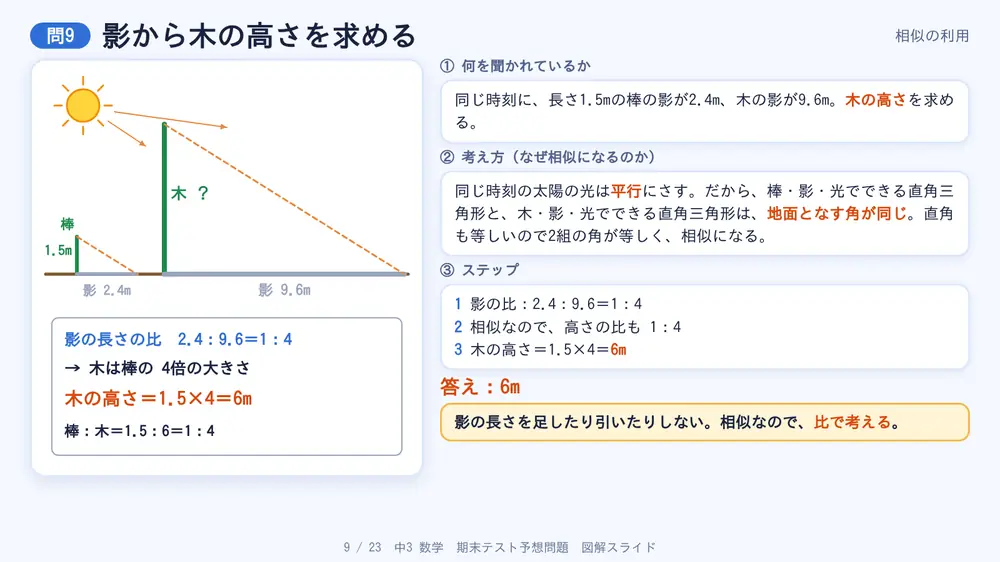 問9 影から木の高さを求める
相似の利用
棒
1.5m
木 ?
影 2.4m
影 9.6m
影の長さの比 2.4:9.6=1:4
→ 木は棒の 4倍の大きさ
木の高さ=1.5×4=6m
棒:木=1.5:6=1:4
① 何を聞かれているか
同じ時刻に、長さ1.5mの棒の影が2.4m、木の影が9.6m。木の高さを求め
る。
② 考え方(なぜ相似になるのか)
同じ時刻の太陽の光は平行にさす。だから、棒・影・光でできる直角三
角形と、木・影・光でできる直角三角形は、地面となす角が同じ。直角
も等しいので2組の角が等しく、相似になる。
③ ステップ
1 影の比:2.4:9.6=1:4
2 相似なので、高さの比も 1:4
3 木の高さ=1.5×4=6m
答え:6m
影の長さを足したり引いたりしない。相似なので、比で考える。
9 / 23 中3 数学 期末テスト予想問題 図解スライド